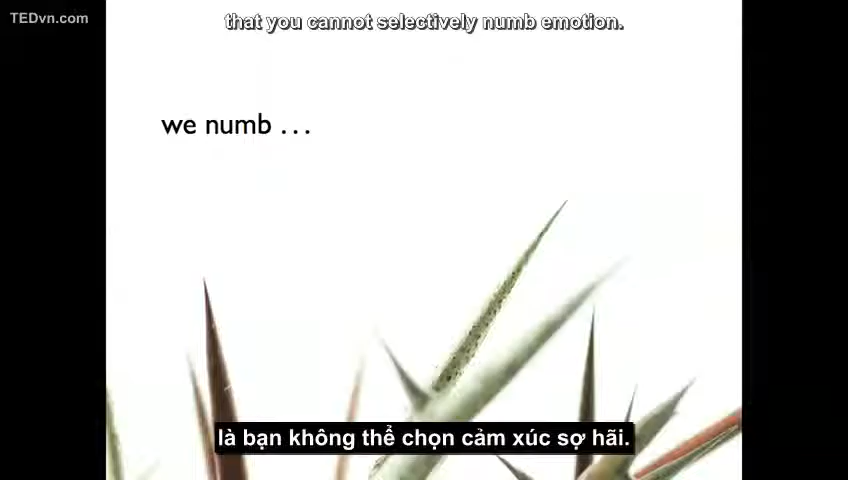 TEDvn.com
that you cannot selectively numb emotion.
we numb ...
là bạn không thể chọn cảm xúc sợ hãi.